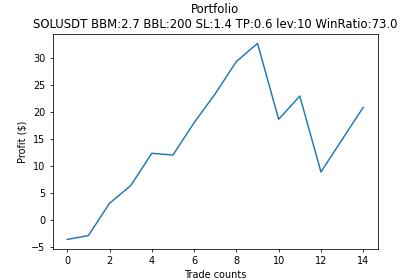 Portfolio
SOLUSDT BBM:2.7 BBL:200 SL:1.4 TP:0.6 lev:10 WinRatio:73.0
30
25
20
15
10
5
0
−5
Profit ($)
0 2 4 6 8 10 12 14
Trade counts